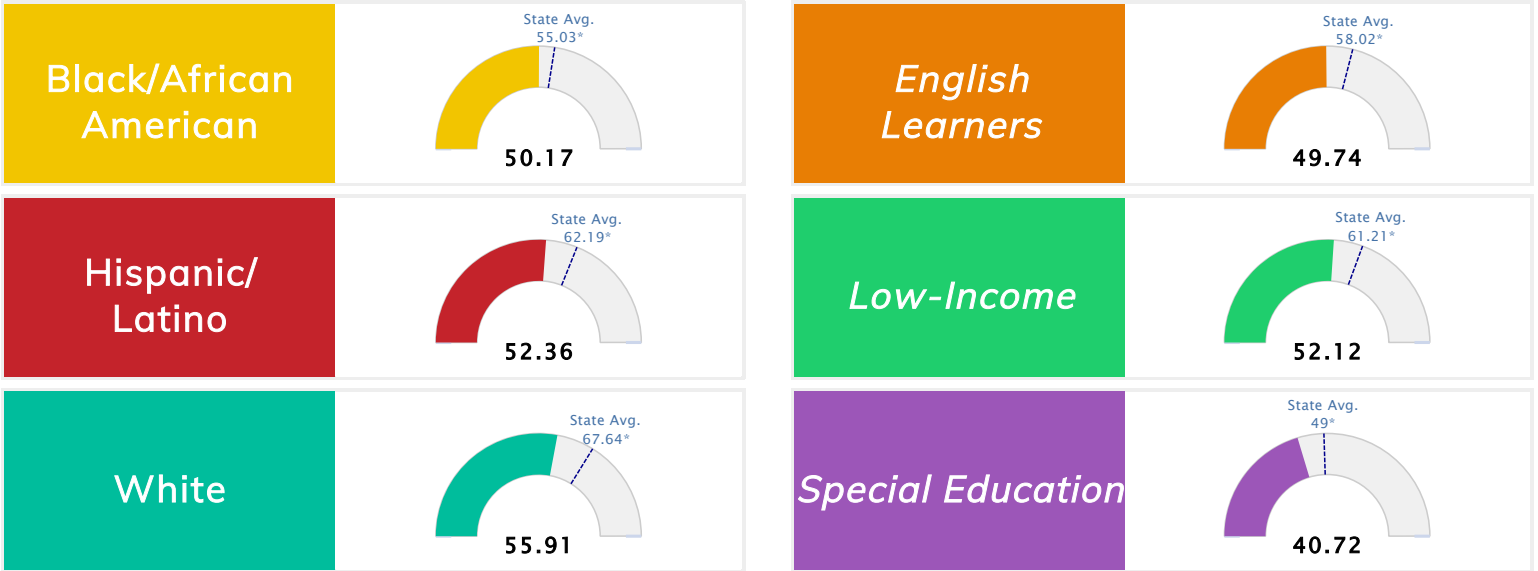 Black/African
American
State Avg.
55.03*
50.17
English
Learners
State Avg.
58.02*
49.74
Hispanic/
Latino
State Avg.
62.19*
52.36
Low-Income
State Avg.
61.21*
52.12
White
State Avg.
67.64*
55.91
Special Education
State Avg.
49*
40.72